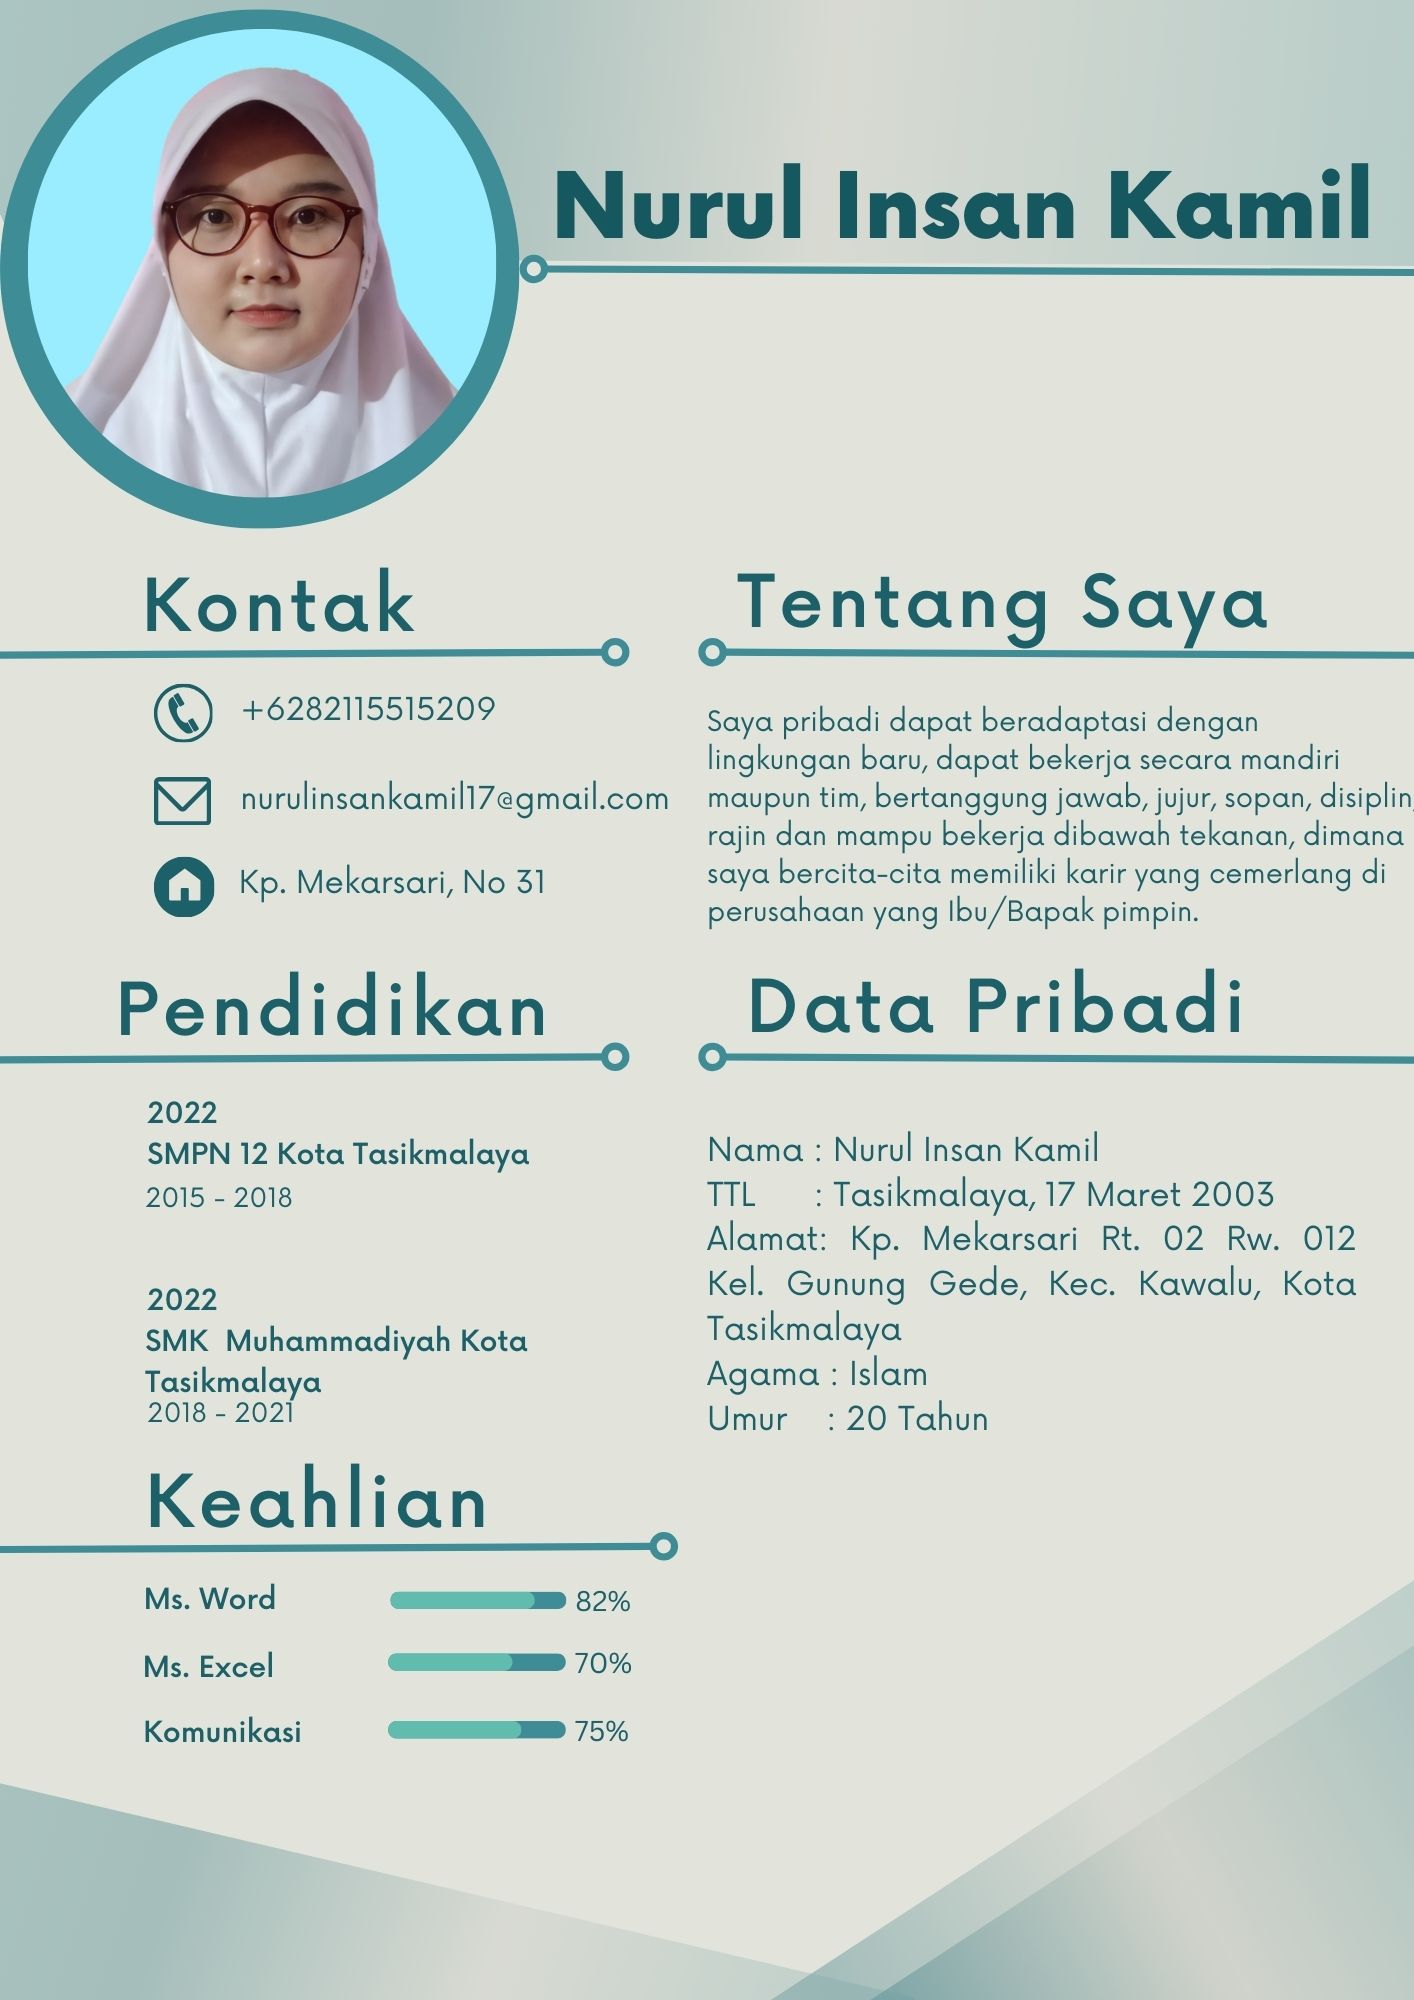 Nurul Insan Kamil
Kontak
+6282115515209
nurulinsankamil17@gmail.com
Kp. Mekarsari, No 31
Tentang Saya
Saya pribadi dapat beradaptasi dengan
lingkungan baru, dapat bekerja secara mandiri
maupun tim, bertanggung jawab, jujur, sopan, disiplin,
rajin dan mampu bekerja dibawah tekanan, dimana
saya bercita-cita memiliki karir yang cemerlang di
perusahaan yang Ibu/Bapak pimpin.
Pendidikan
2022
SMPN 12 Kota Tasikmalaya
2015 - 2018
2022
SMK  Muhammadiyah Kota
Tasikmalaya
2018 - 2021
Data Pribadi
Nama : Nurul Insan Kamil
TTL : Tasikmalaya, 17 Maret 2003
Alamat: Kp. Mekarsari Rt. 02 Rw. 012
Kel. Gunung Gede, Kec. Kawalu, Kota
Tasikmalaya
Agama : Islam
Umur : 20 Tahun
Keahlian
Ms. Word 82%
Ms. Excel 70%
Komunikasi 75%